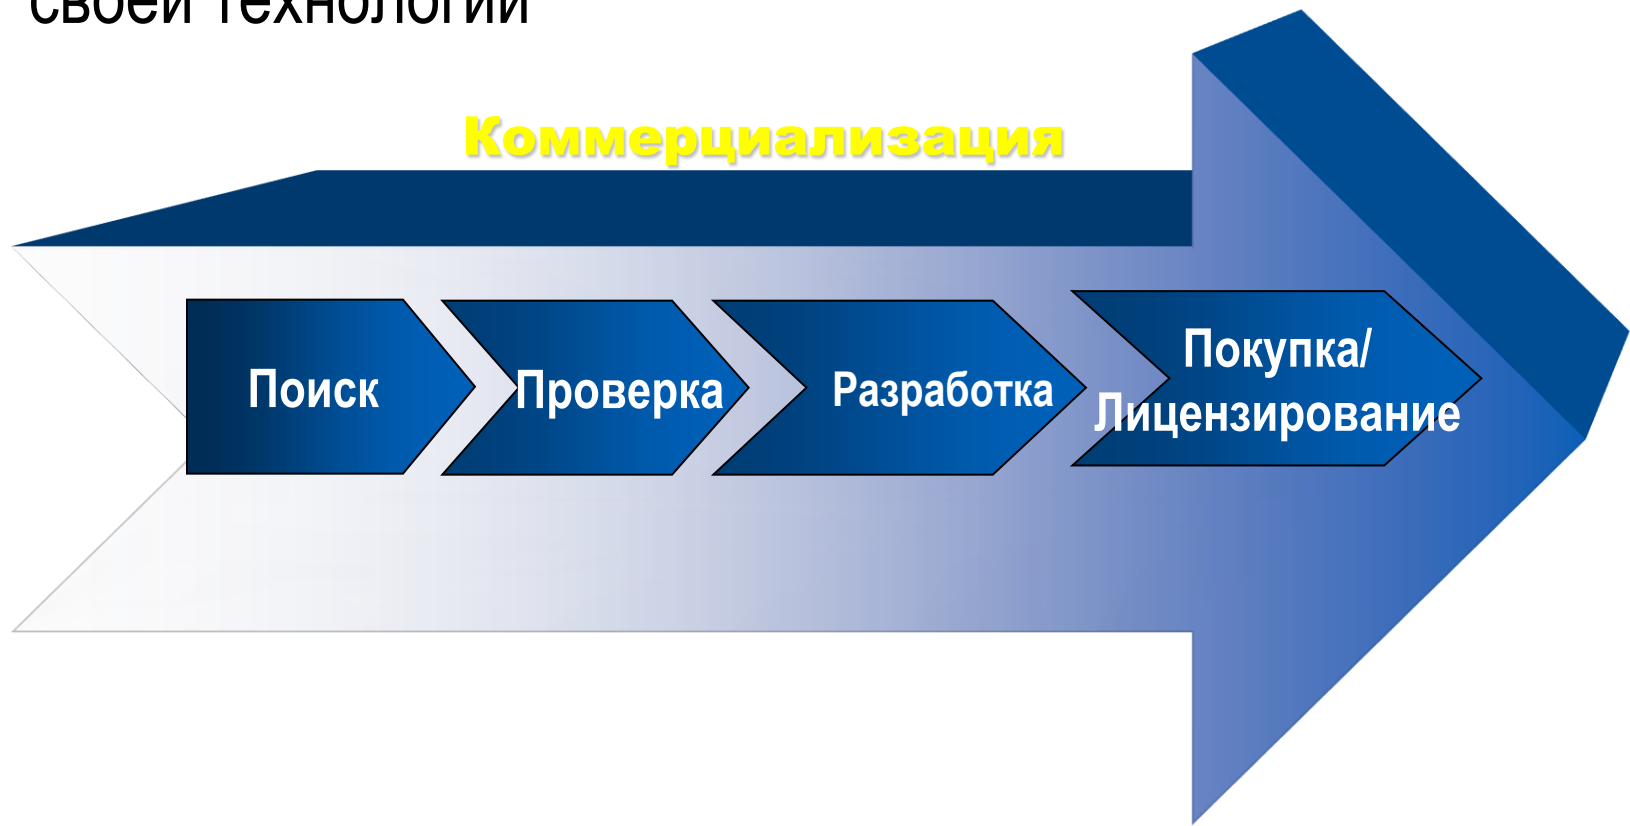 своей технологии
Коммерциализация
Поиск
Проверка
Разработка
Покупка/
Лицензирование